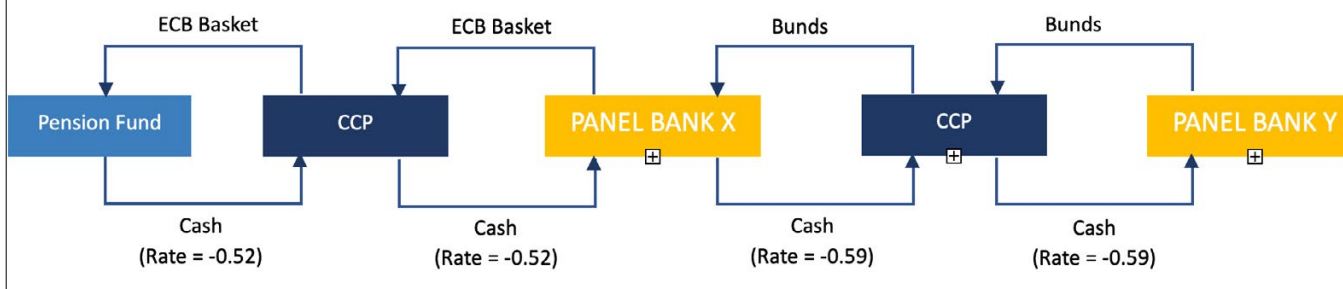 ECB Basket
ECB Basket
Bunds
Bunds
Pension Fund
CCP
PANEL BANK X
CCP
PANEL BANK Y
Cash
(Rate = -0.52)
Cash
(Rate = -0.52)
Cash
(Rate = -0.59)
Cash
(Rate = -0.59)